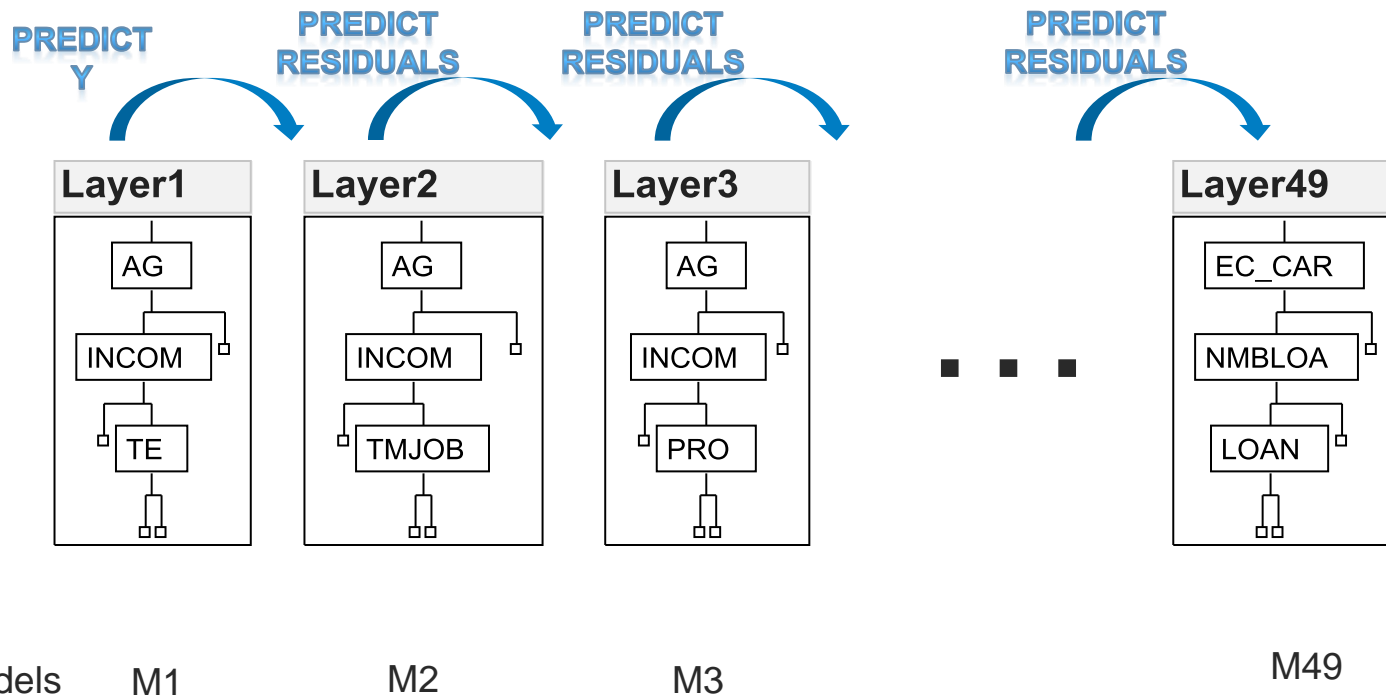 PREDICT
Y
PREDICT
RESIDUALS
PREDICT
RESIDUALS
PREDICT
RESIDUALS
Layer1
Layer2
Layer3
Layer49
AG
AG
AG
EC_CAR
INCOM
INCOM
INCOM
NMBLOA
TE
TMJOB
PRO
LOAN
dels
M1
M2
M3
M49